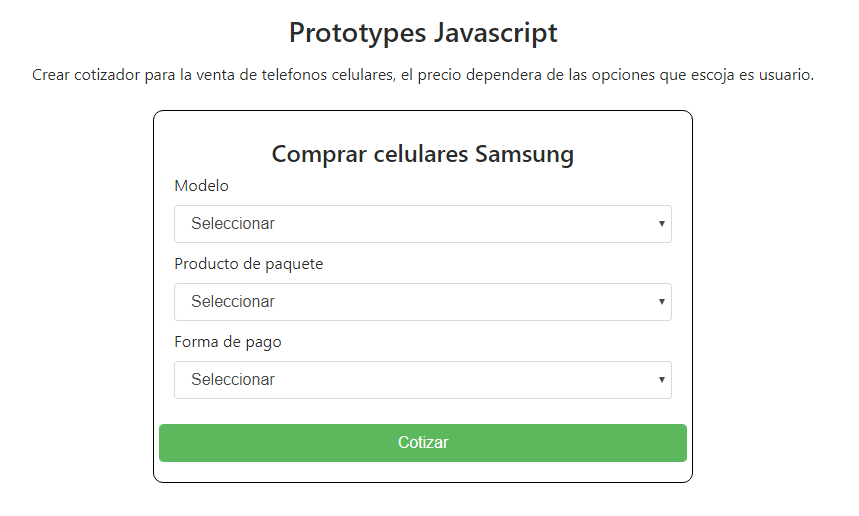 Prototypes Javascript
Crear cotizador para la venta de telefonos celulares, el precio dependera de las opciones que escoja es usuario.
Comprar celulares Samsung
Modelo
Seleccionar
Producto de paquete
Seleccionar
Forma de pago
Seleccionar
Cotizar